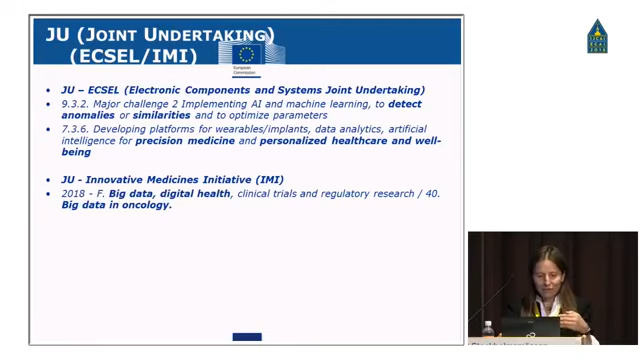 JU (JOINT UNDERTAKING)
(ECSEL/IMI)
European
Commission
JU – ECSEL (Electronic Components and Systems Joint Undertaking)
9.3.2. Major challenge 2 Implementing AI and machine learning, to detect
anomalies or similarities and to optimize parameters
7.3.6. Developing platforms for wearables/implants, data analytics, artificial
intelligence for precision medicine and personalized healthcare and well-
being
JU - Innovative Medicines Initiative (IMI)
2018 - F. Big data, digital health, clinical trials and regulatory research / 40.
Big data in oncology.
IJCAI
ECAI
2018